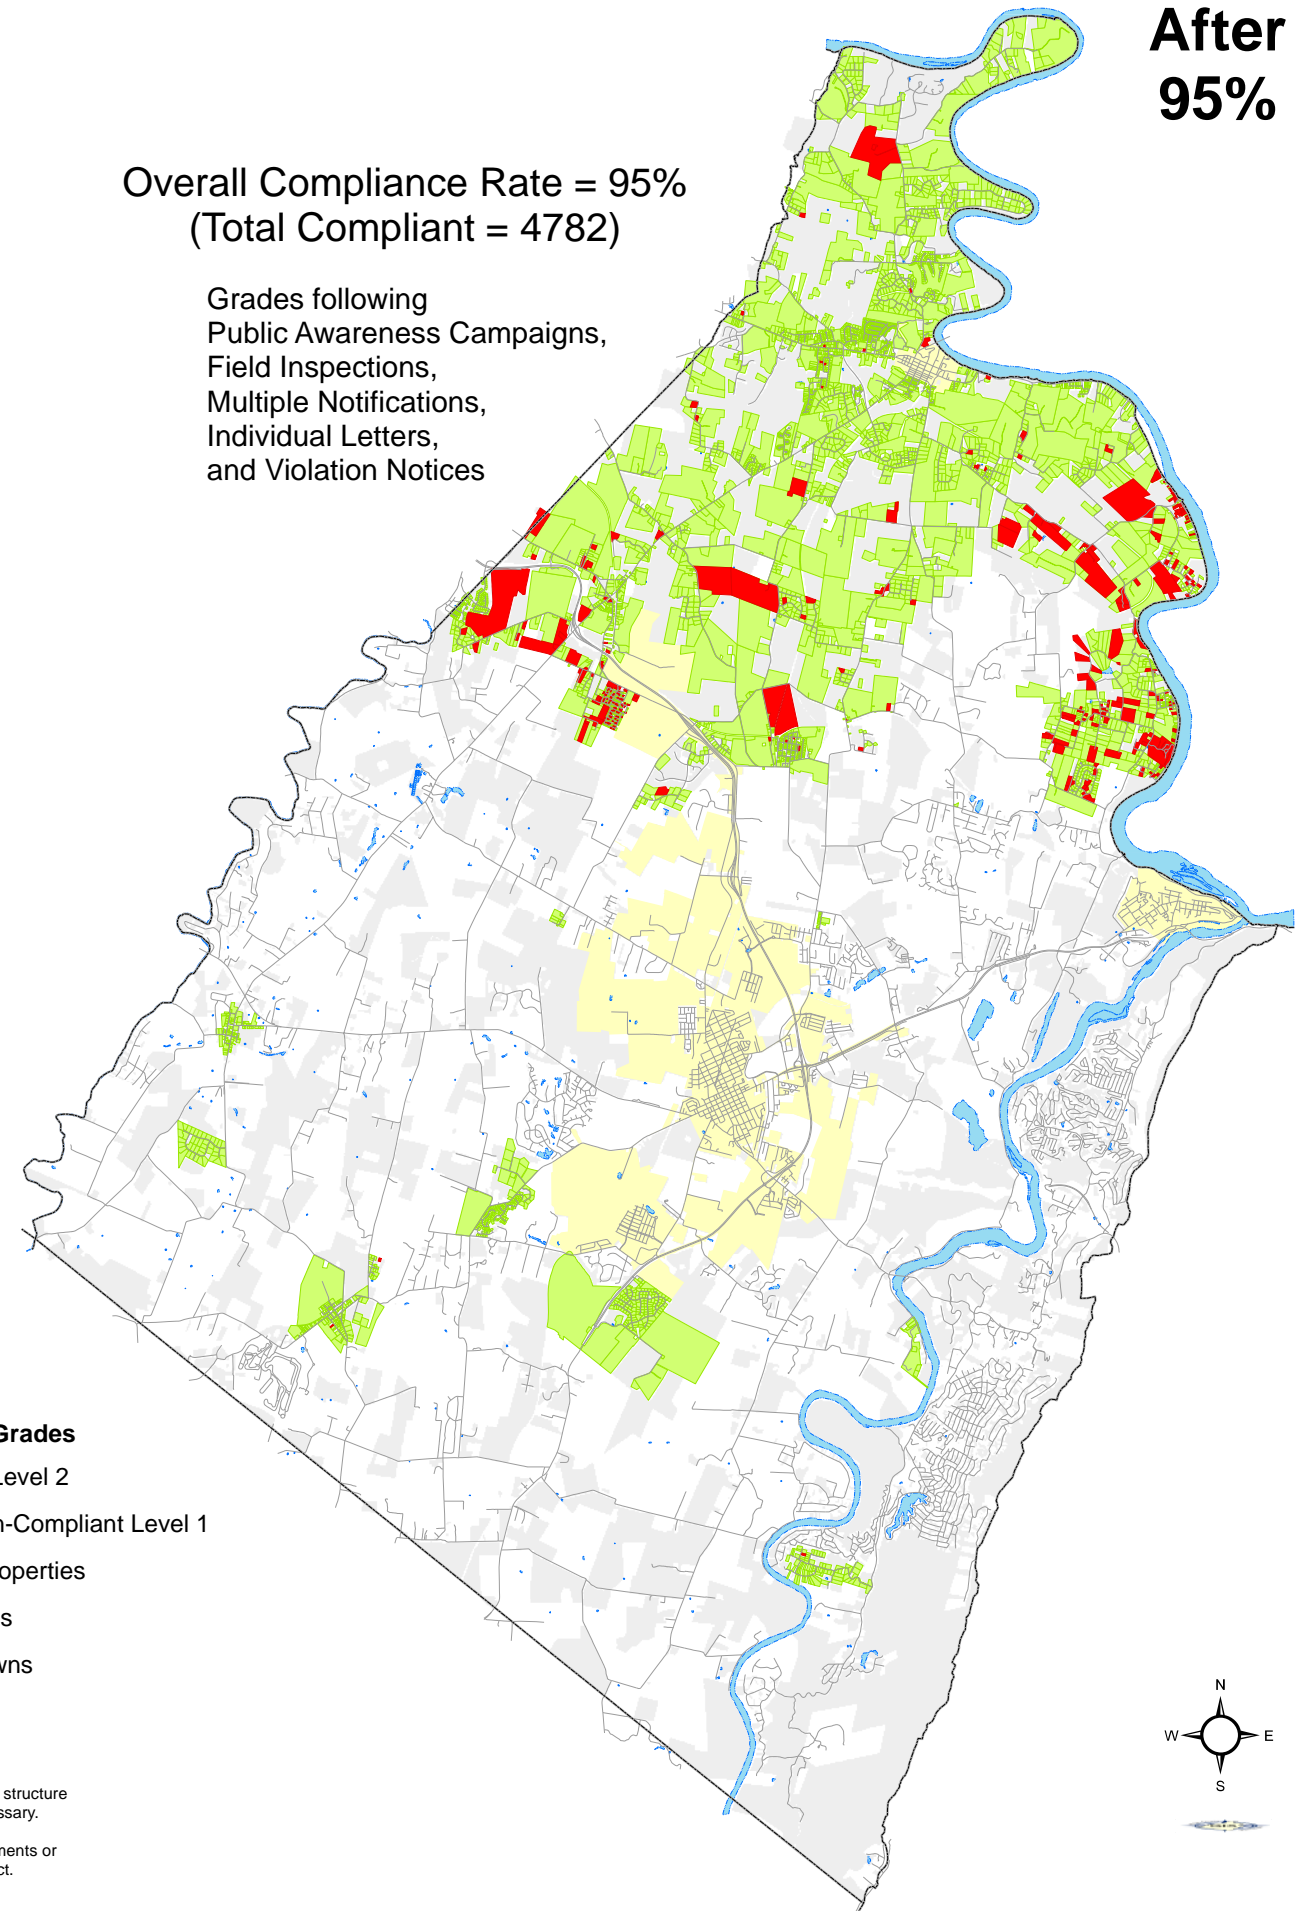 After
95%
Overall Compliance Rate = 95%
(Total Compliant = 4782)
Grades following
Public Awareness Campaigns,
Field Inspections,
Multiple Notifications,
Individual Letters,
and Violation Notices
Grades
Level 2
n-Compliant Level 1
operties
s
wns
structure
ssary.
ments or
ct.
N
W E
S